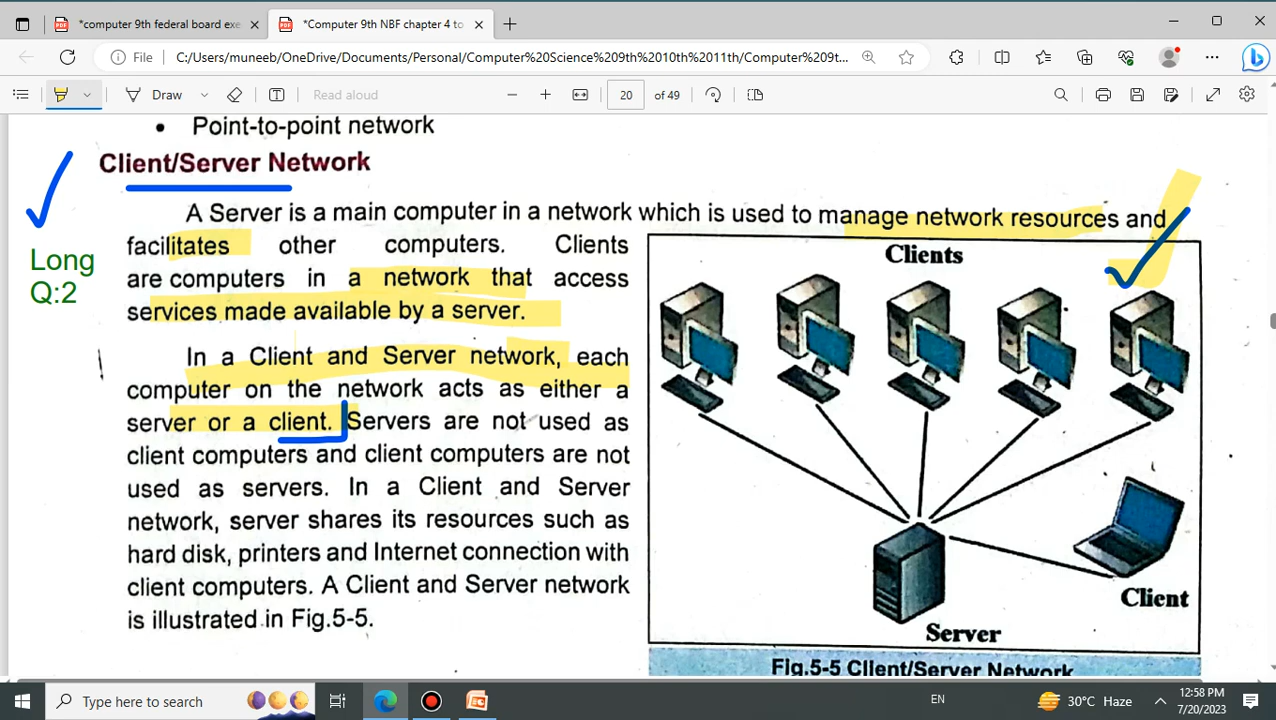 *computer 9th federal board exe
*Computer 9th NBF chapter 4 to
File
C:/Users/muneeb/OneDrive/Documents/Personal/Computer%20Science%209th%2010th%2011th/Computer%209t...
Draw
Read aloud
20 of 49
• Point-to-point network
Client/Server Network
A Server is a main computer in a network which is used to manage network resources and
facilitates other computers. Clients
are computers in a network that access
services made available by a server.
Long
Q:2
In a Client and Server network, each
computer on the network acts as either a
server or a client. Servers are not used as
client computers and client computers are not
used as servers. In a Client and Server
network, server shares its resources such as
hard disk, printers and Internet connection with
client computers. A Client and Server network
is illustrated in Fig.5-5.
Clients
Client
Server
Fig.5-5 Client/Server Network
Type here to search
EN
30°C Haze
12:58 PM
7/20/2023